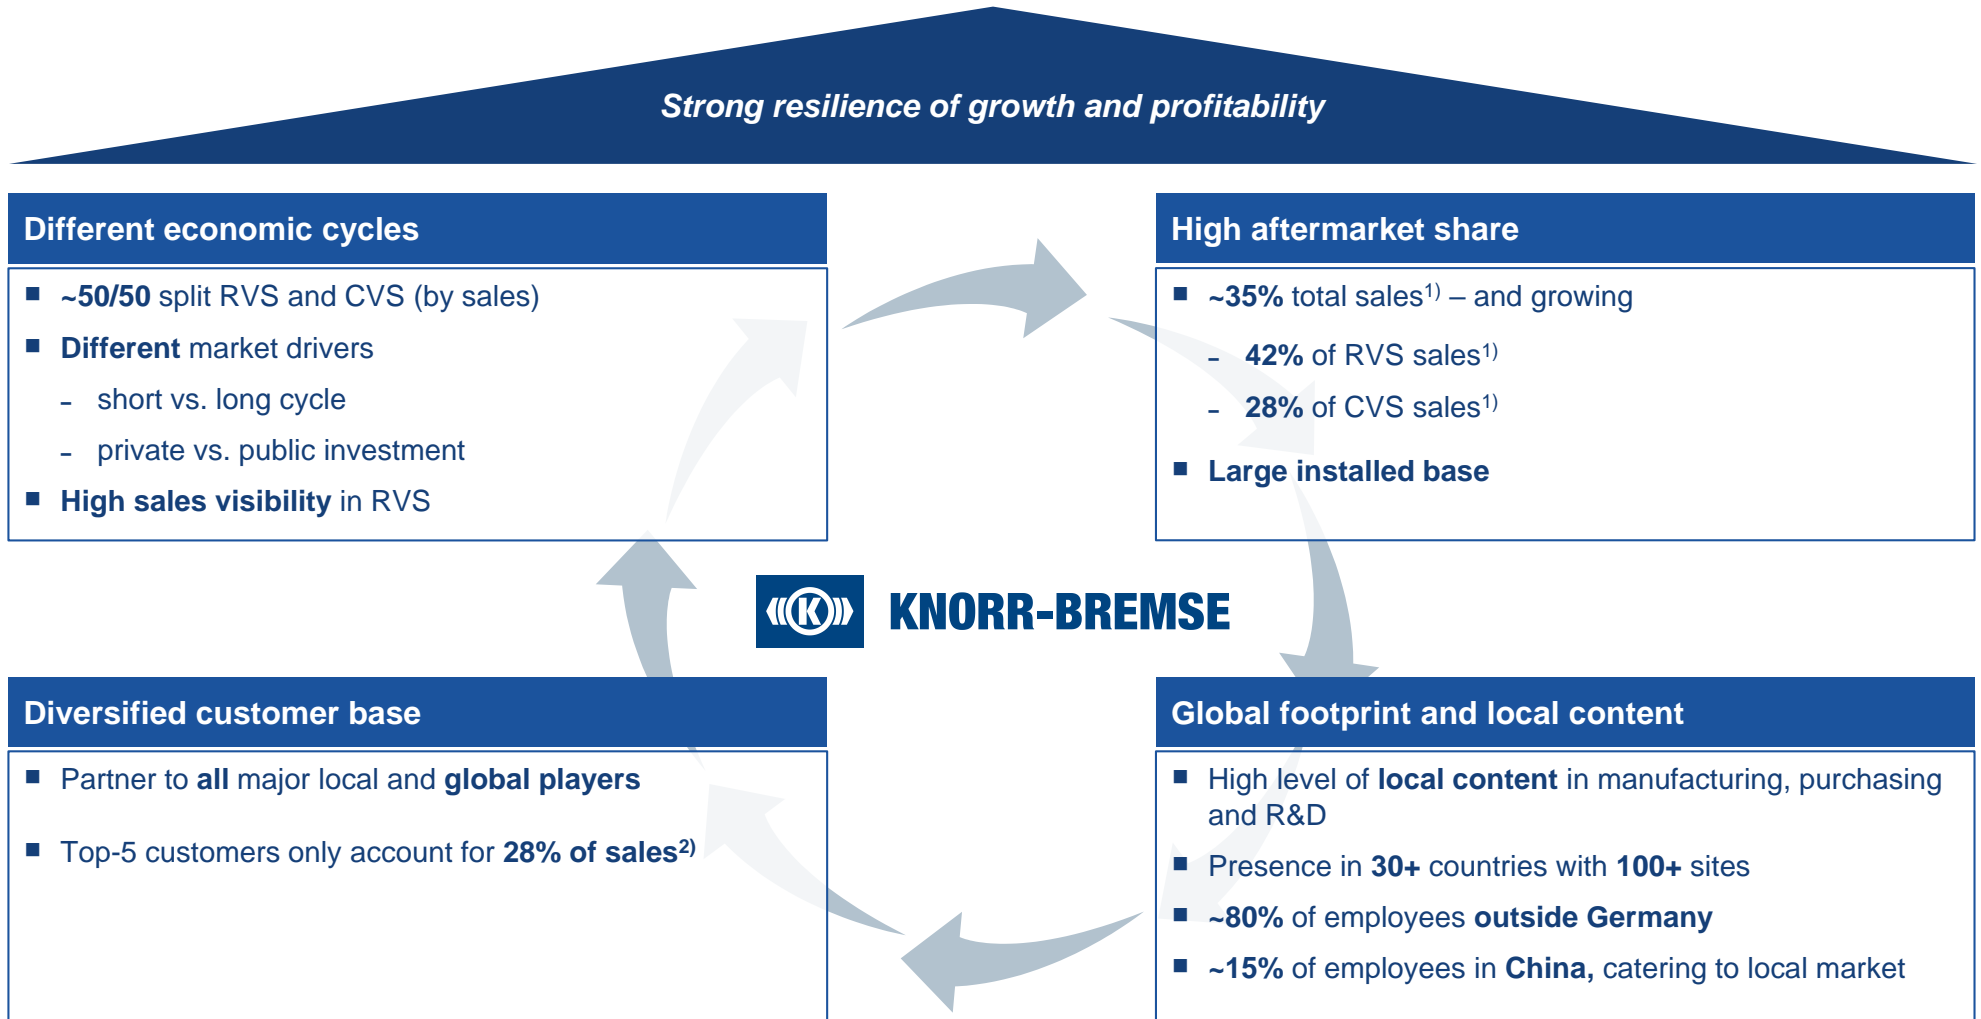 Strong resilience of growth and profitability
Different economic cycles
■ ~50/50 split RVS and CVS (by sales)
■ Different market drivers
- short vs. long cycle
- private vs. public investment
■ High sales visibility in RVS
High aftermarket share
■ ~35% total sales1) – and growing
- 42% of RVS sales1)
- 28% of CVS sales1)
■ Large installed base
K KNORR-BREMSE
Diversified customer base
■ Partner to all major local and global players
■ Top-5 customers only account for 28% of sales2)
Global footprint and local content
■ High level of local content in manufacturing, purchasing
and R&D
■ Presence in 30+ countries with 100+ sites
■ ~80% of employees outside Germany
■ ~15% of employees in China, catering to local market